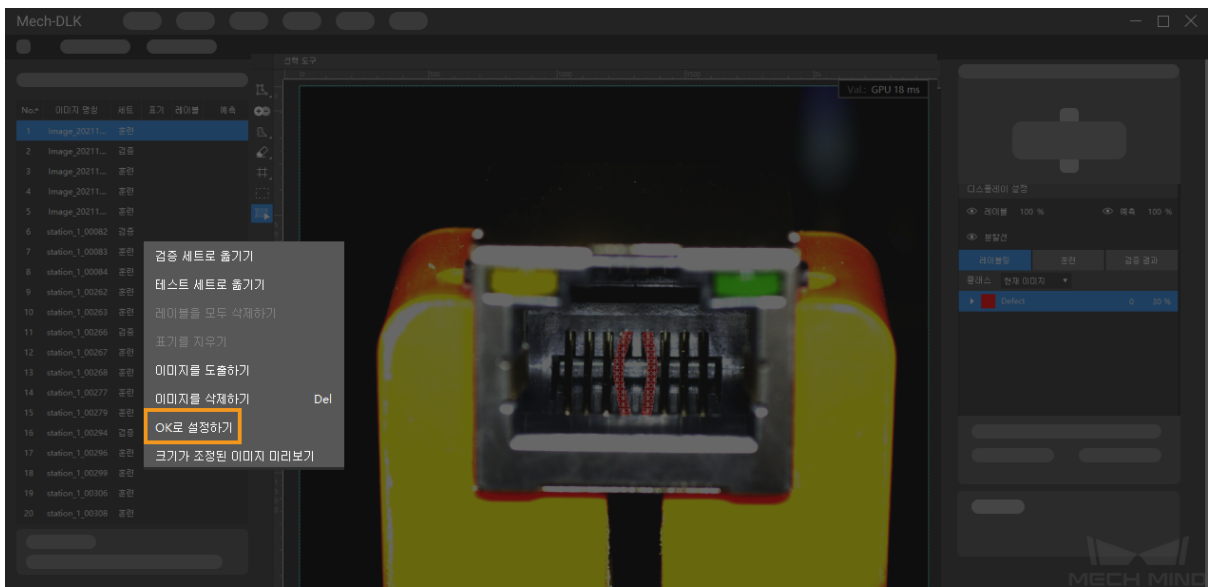 Mech-DLK
선택 도구
Val.: GPU 18 ms
No. 이미지 명칭 세트 표기 레이블 예측
1 Image_20211... 훈련
2 Image_20211... 검증
3 Image_20211... 훈련
4 Image_20211... 훈련
5 Image_20211... 훈련
6 station_1_00082 검증
7 station_1_00083 훈련
8 station_1_00084 훈련
9 station_1_00262 훈련
10 station_1_00263 훈련
11 station_1_00266 검증
12 station_1_00267 훈련
13 station_1_00268 훈련
14 station_1_00277 훈련
15 station_1_00279 훈련
16 station_1_00294 검증
17 station_1_00296 훈련
18 station_1_00299 훈련
19 station_1_00306 훈련
20 station_1_00308 훈련
검증 세트로 옮기기
테스트 세트로 옮기기
레이블을 모두 삭제하기
표기를 지우기
이미지를 도출하기
이미지를 삭제하기 Del
OK로 설정하기
크기가 조정된 이미지 미리보기
디스플레이 설정
레이블 100 % 예측 100 %
분할선
레이블링 훈련 검증 결과
클래스 현재 이미지
Defect 0 30 %
MECH MIND